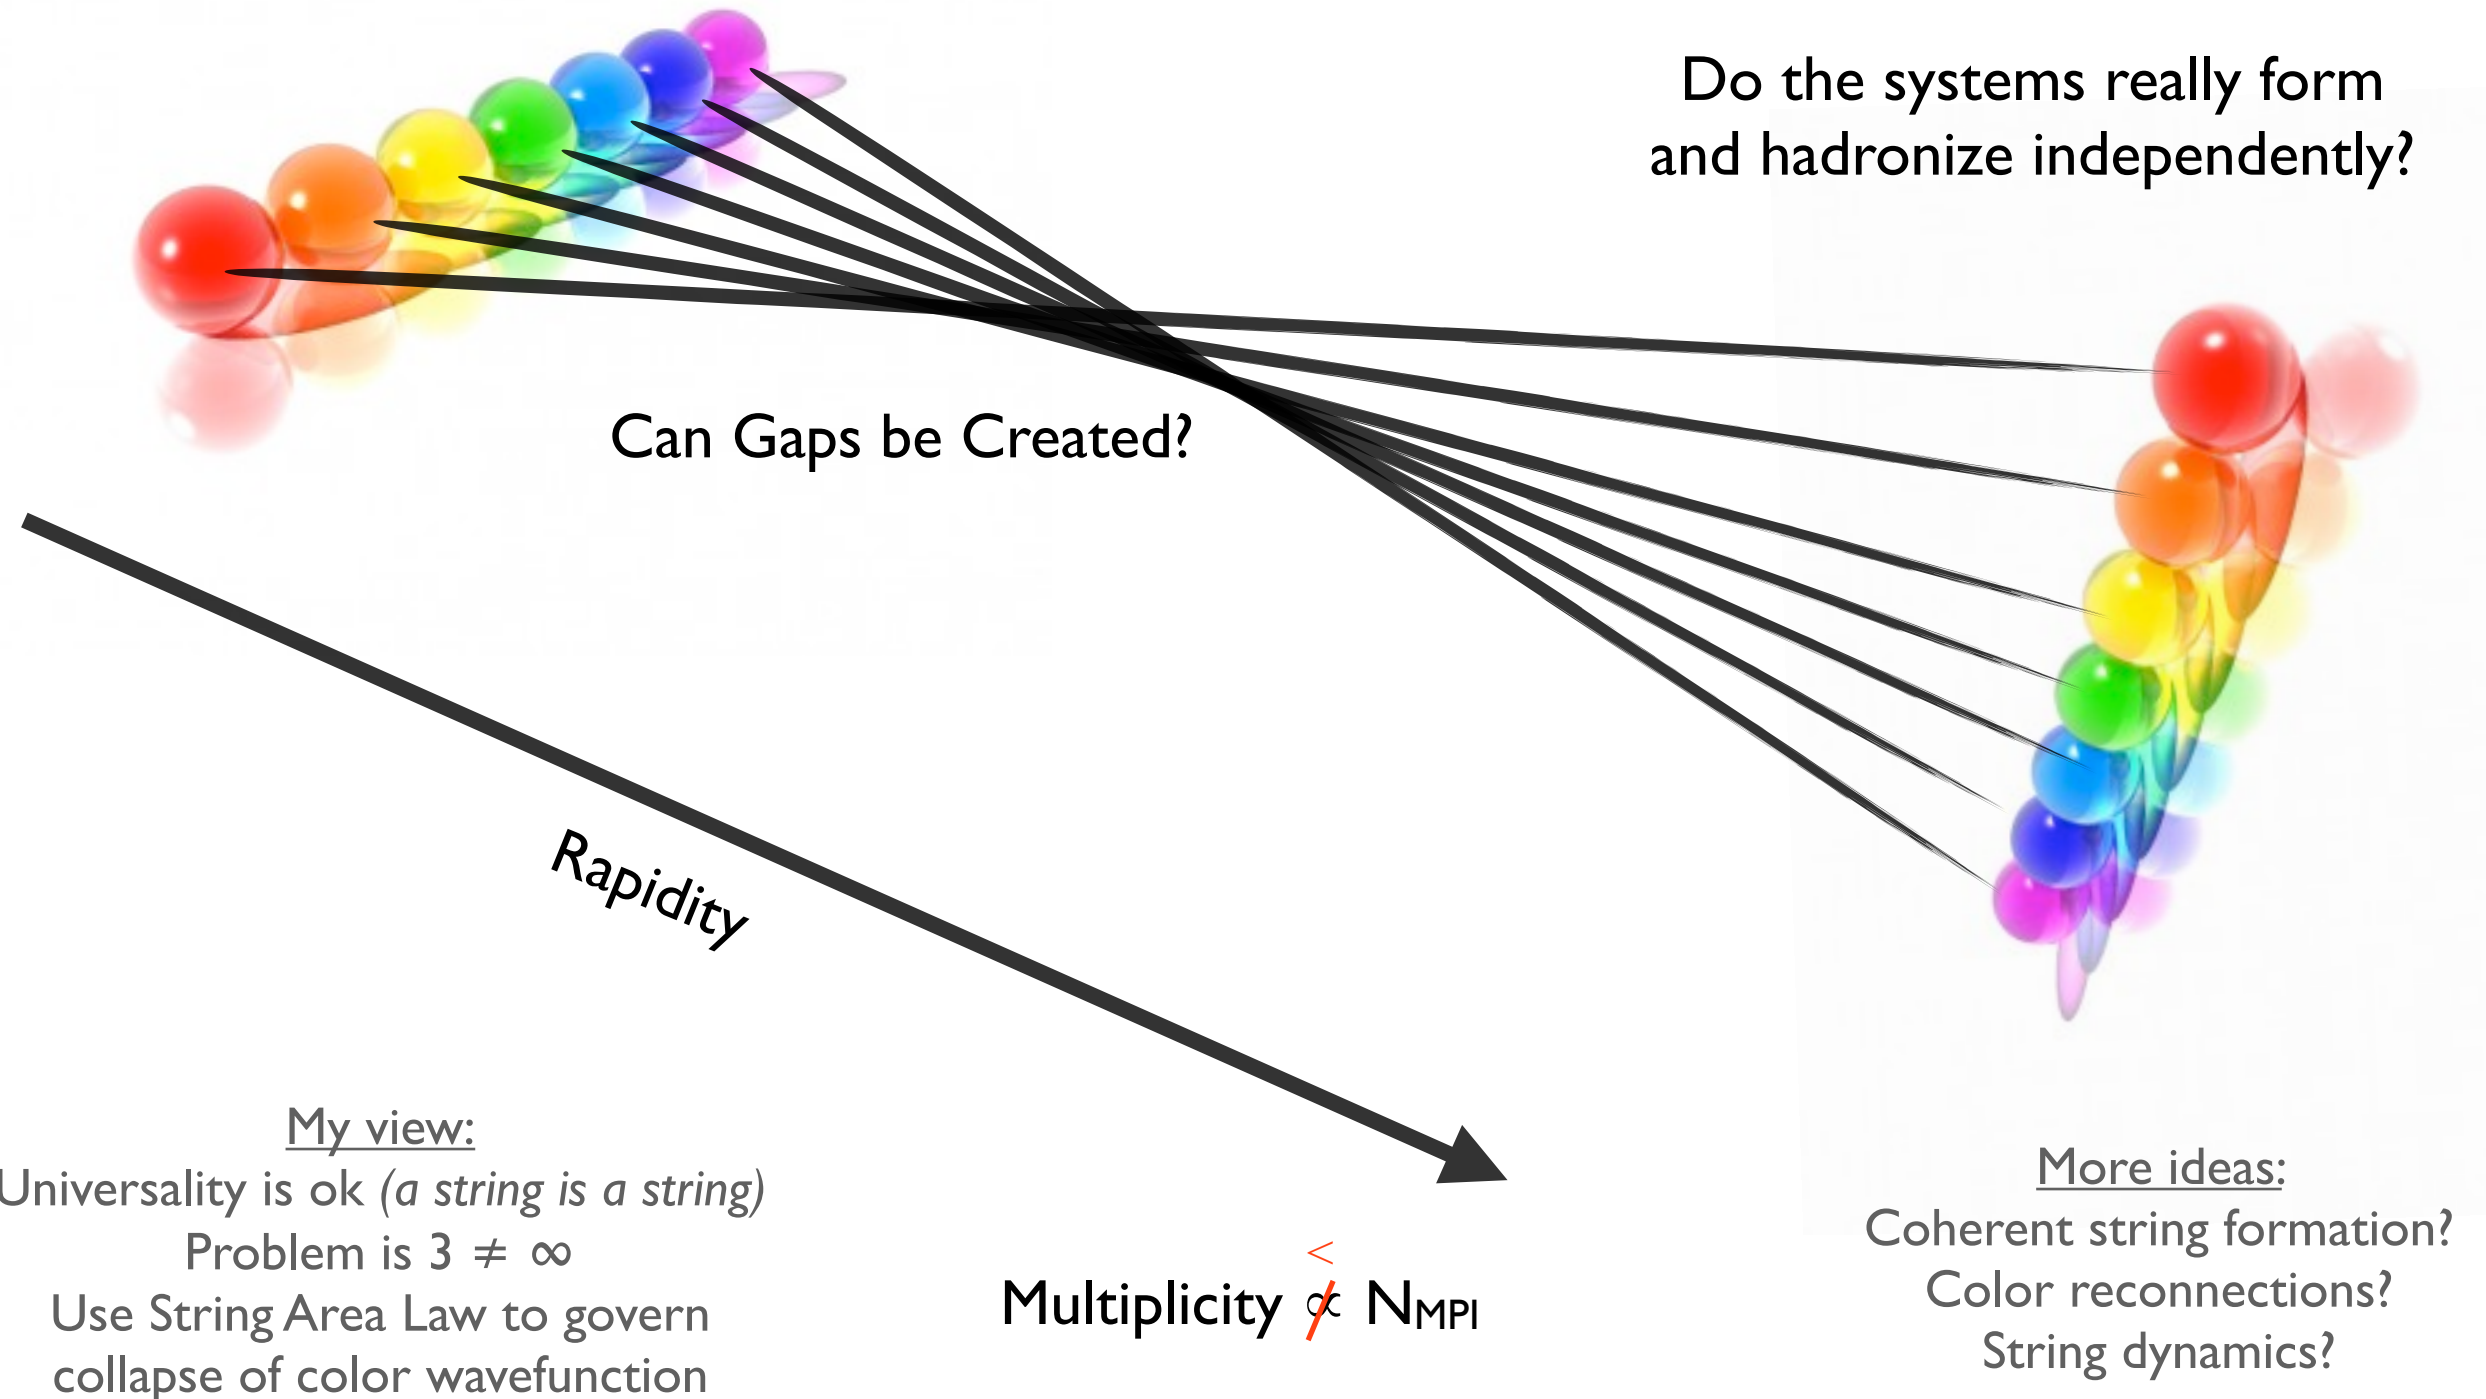 Do the systems really form
and hadronize independently?
Can Gaps be Created?
Rapidity
My view:
Universality is ok (a string is a string)
Problem is 3 ≠ ∞
Use String Area Law to govern
collapse of color wavefunction
<
Multiplicity ∝̸ NMPI
More ideas:
Coherent string formation?
Color reconnections?
String dynamics?